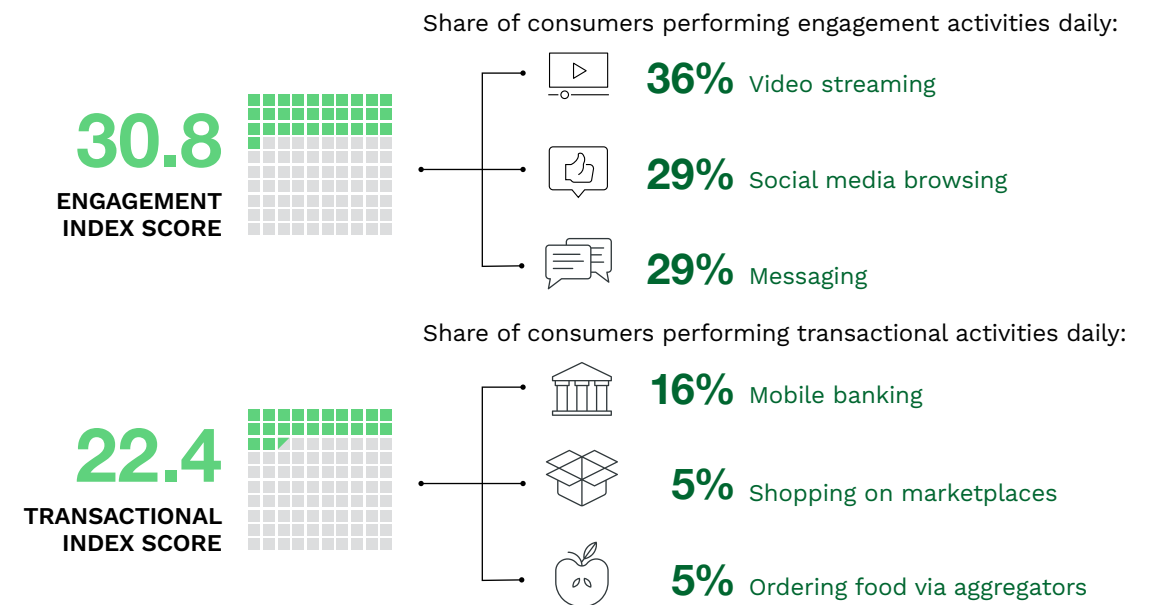 Share of consumers performing engagement activities daily:
30.8
ENGAGEMENT
INDEX SCORE
36% Video streaming
29% Social media browsing
29% Messaging
Share of consumers performing transactional activities daily:
22.4
TRANSACTIONAL
INDEX SCORE
16% Mobile banking
5% Shopping on marketplaces
5% Ordering food via aggregators